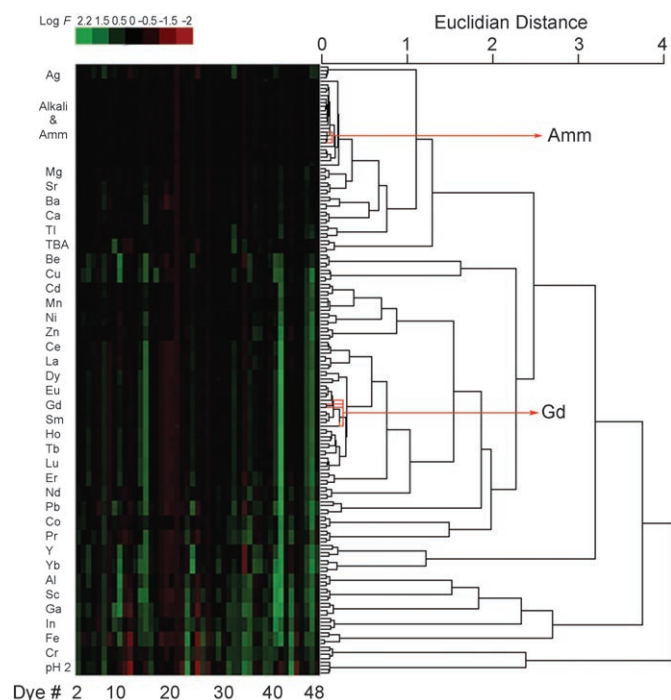 Log F 2.2 1.5 0.5 0 -0.5 -1.5 -2
Euclidian Distance
0 1 2 3 4
Ag
Alkali
&
Amm
Amm
Mg
Sr
Ba
Ca
Tl
TBA
Be
Cu
Cd
Mn
Ni
Zn
Ce
La
Dy
Eu
Gd
Gd
Sm
Ho
Tb
Lu
Er
Nd
Pb
Co
Pr
Y
Yb
Al
Sc
Ga
In
Fe
Cr
pH 2
Dye # 2 10 20 30 40 48